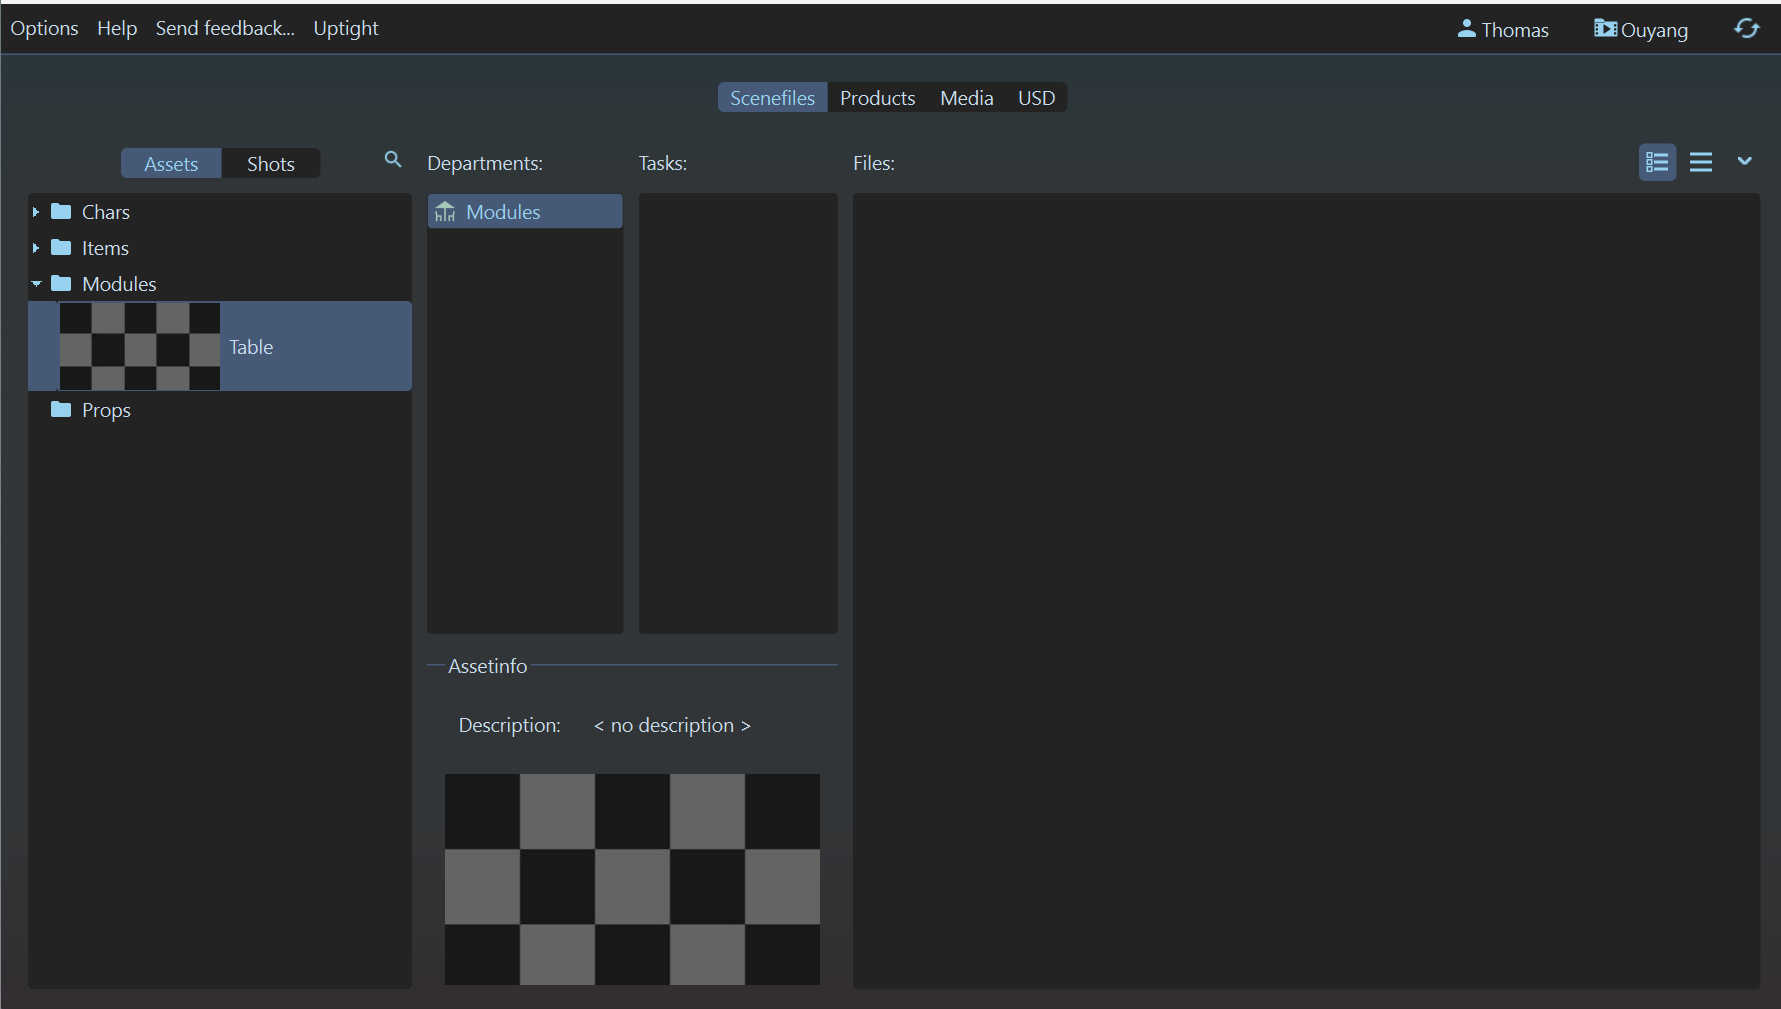 Options Help Send feedback... Uptight Thomas Ouyang
Scenefiles Products Media USD
Assets Shots Departments: Tasks: Files:
Chars
Items
Modules
Table
Props
Modules
Assetinfo
Description: < no description >